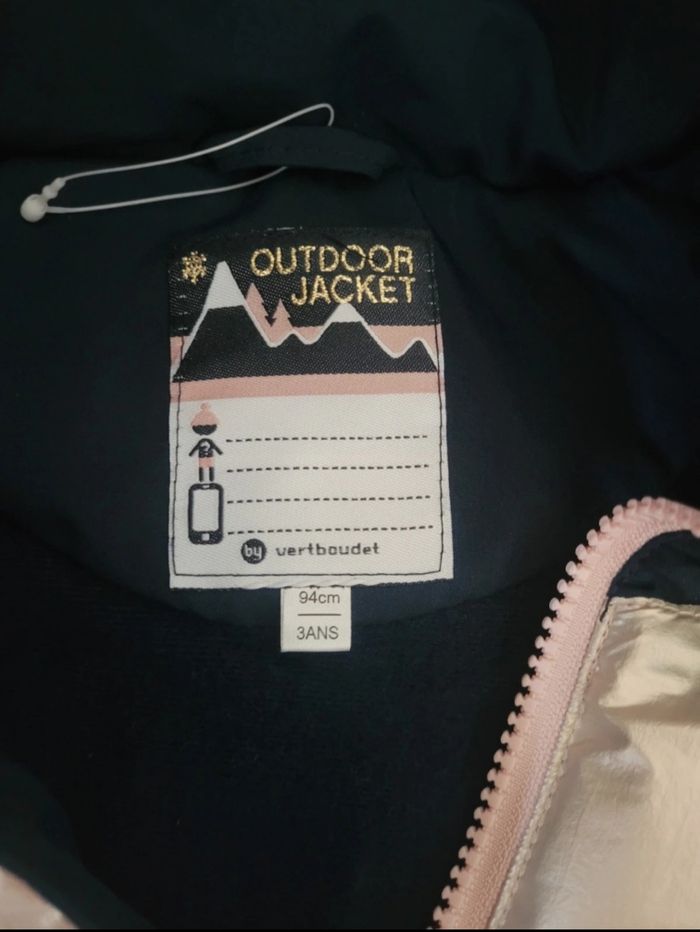 OUTDOOR
JACKET
by vertbaudet
94cm
3ANS